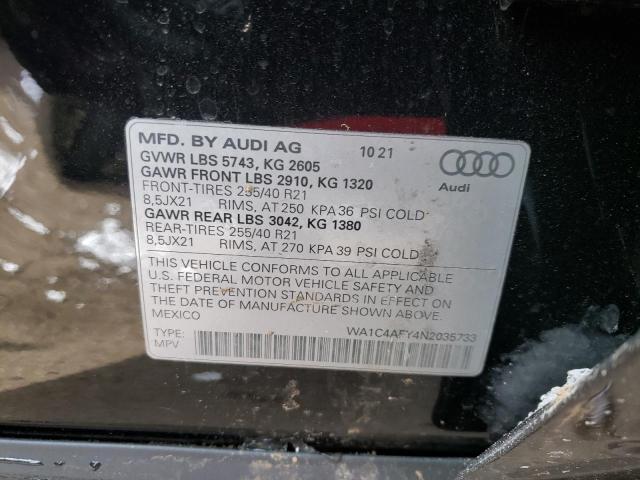 MFD. BY AUDI AG 10 21
GVWR LBS 5743, KG 2605
GAWR FRONT LBS 2910, KG 1320
FRONT-TIRES 255/40 R21
8,5JX21 RIMS, AT 250 KPA 36 PSI COLD
GAWR REAR LBS 3042, KG 1380
REAR-TIRES 255/40 R21
8,5JX21 RIMS, AT 270 KPA 39 PSI COLD
Audi
THIS VEHICLE CONFORMS TO ALL APPLICABLE
U.S. FEDERAL MOTOR VEHICLE SAFETY AND
THEFT PREVENTION STANDARDS IN EFFECT ON
THE DATE OF MANUFACTURE SHOWN ABOVE.
MEXICO
WA1C4AFY4N2035733
TYPE:
MPV